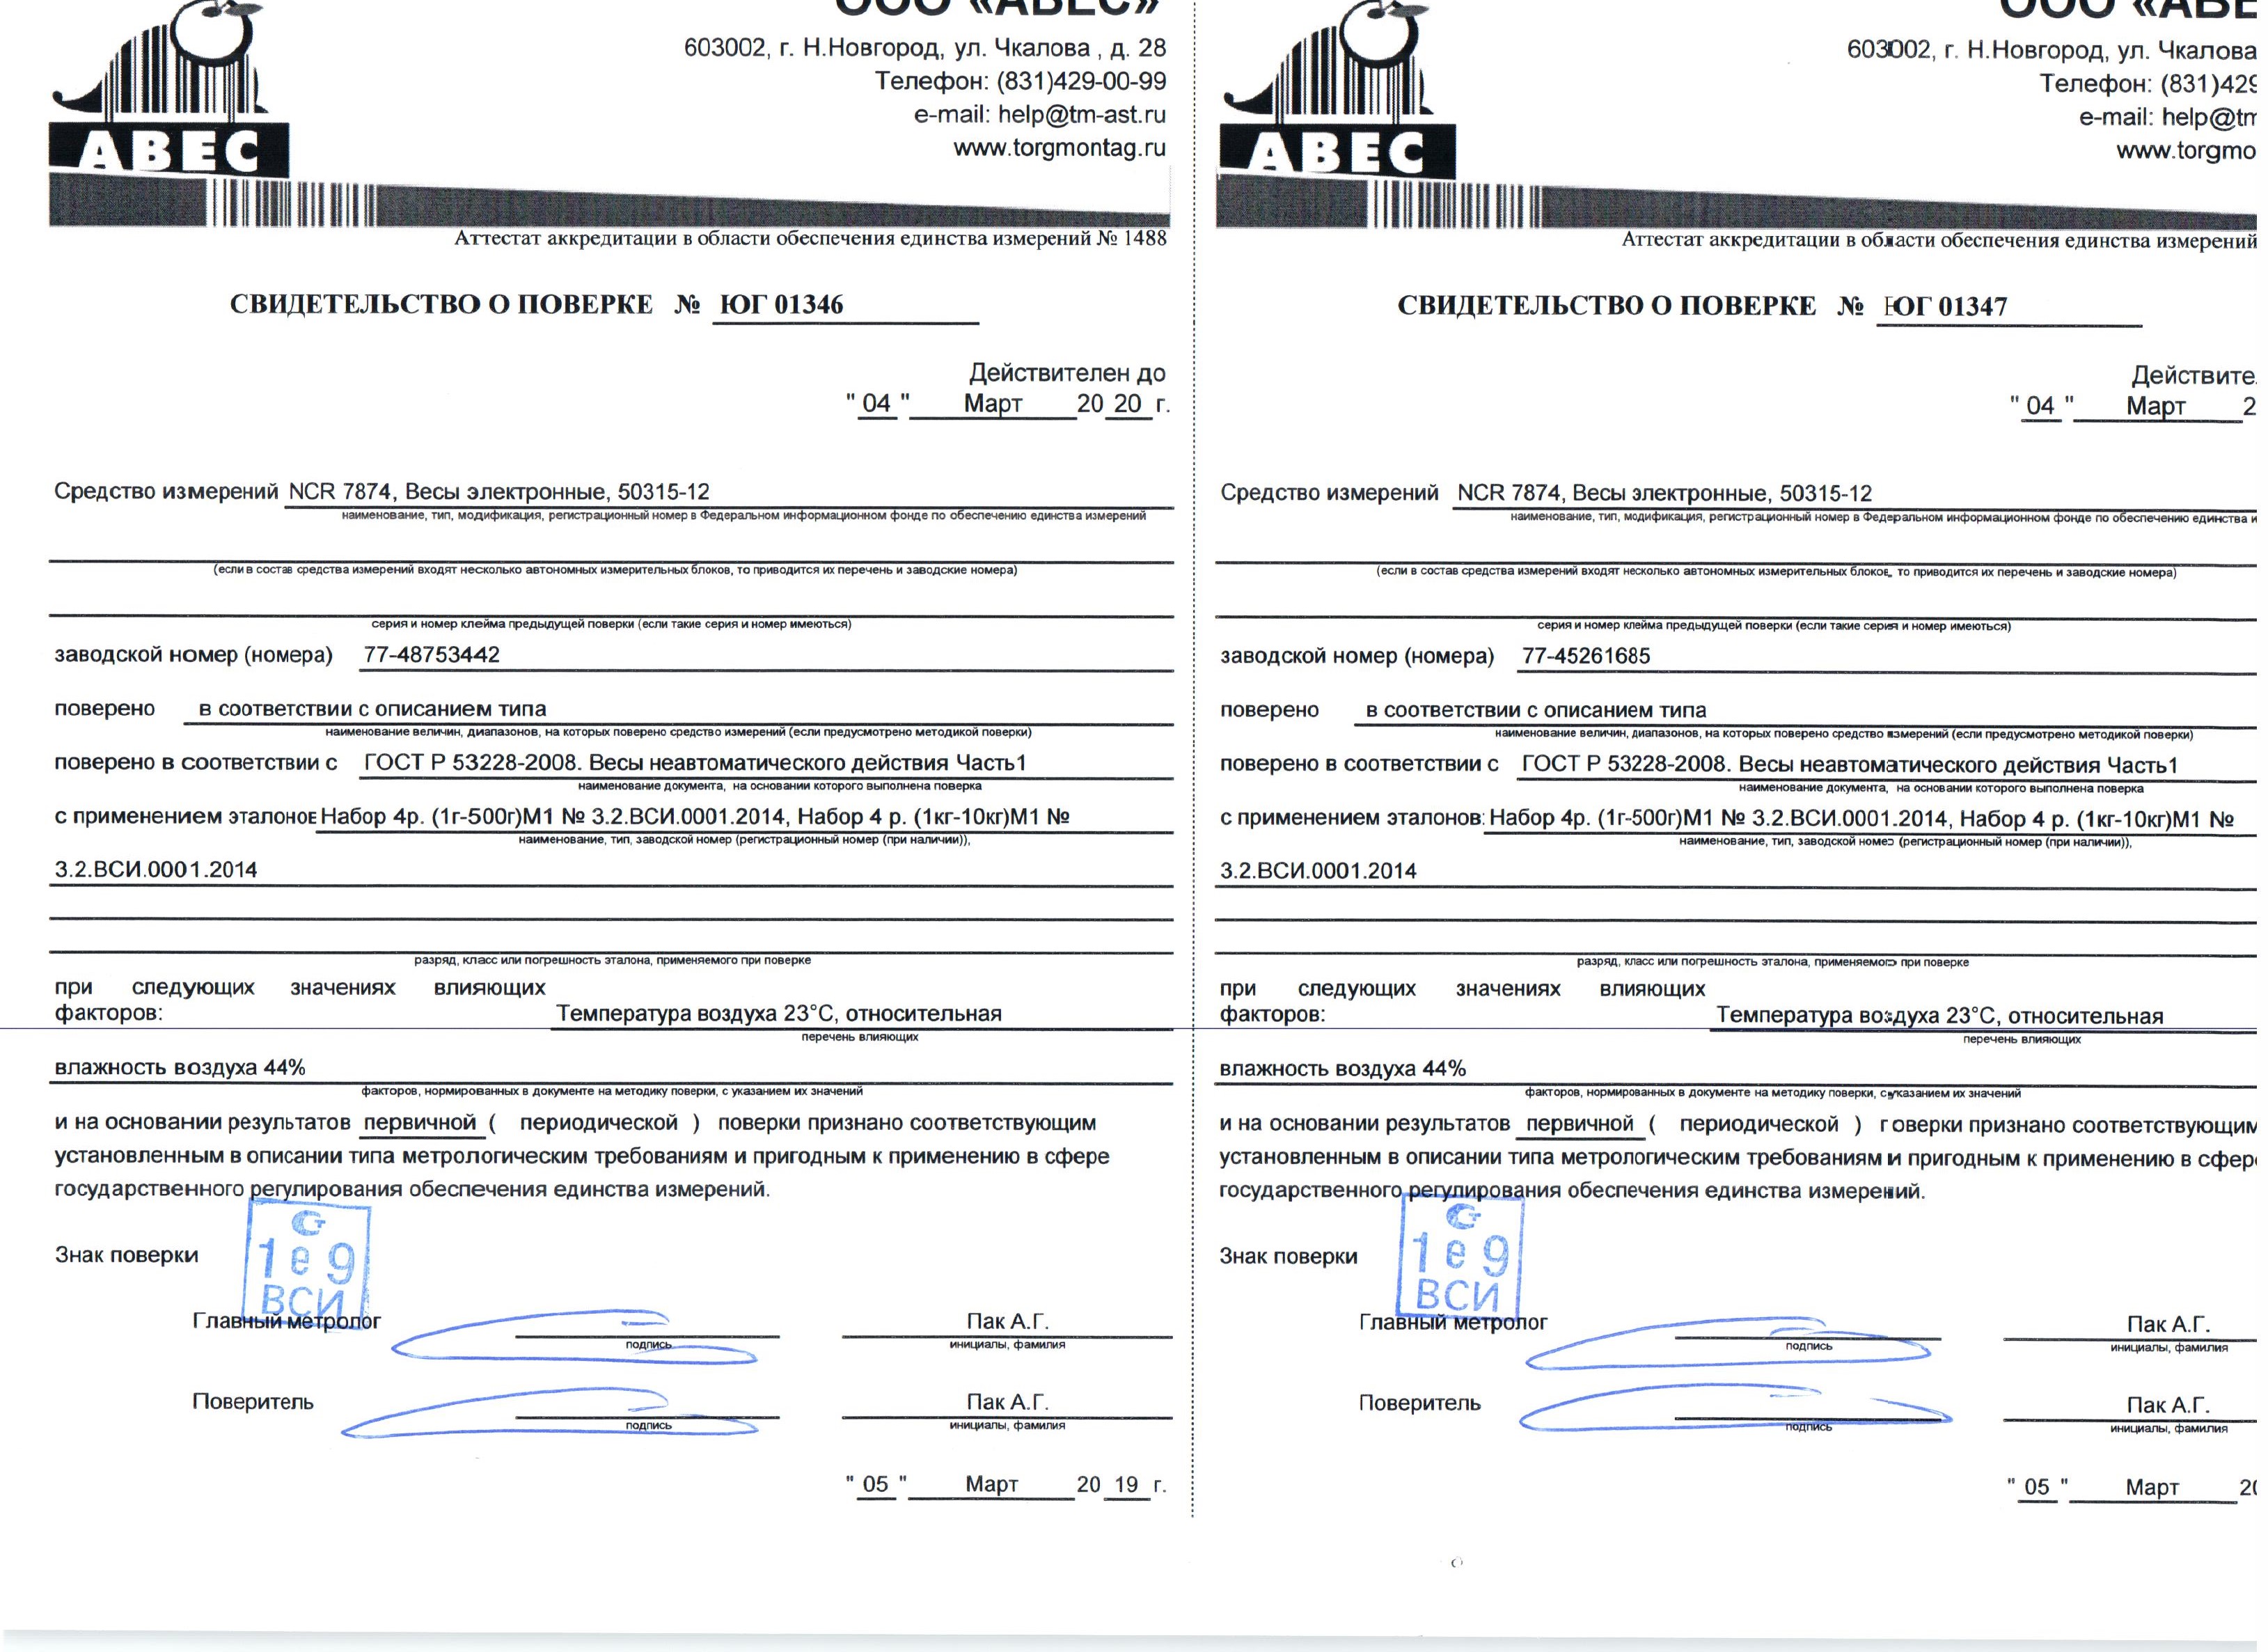 ООО «АВЕС»
603002, г. Н.Новгород, ул. Чкалова , д. 28
Телефон: (831)429-00-99
e-mail: help@tm-ast.ru
www.torgmontag.ru
АВЕС
Аттестат аккредитации в области обеспечения единства измерений № 1488
СВИДЕТЕЛЬСТВО О ПОВЕРКЕ № ЮГ 01346
Действителен до
" 04 " Март 20 20 г.
Средство измерений NCR 7874, Весы электронные, 50315-12
наименование, тип, модификация, регистрационный номер в Федеральном информационном фонде по обеспечению единства измерений
(если в состав средства измерений входят несколько автономных измерительных блоков, то приводится их перечень и заводские номера)
серия и номер клейма предыдущей поверки (если такие серия и номер имеються)
заводской номер (номера) 77-48753442
поверено в соответствии с описанием типа
наименование величин, диапазонов, на которых поверено средство измерений (если предусмотрено методикой поверки)
поверено в соответствии с ГОСТ Р 53228-2008. Весы неавтоматического действия Часть1
наименование документа, на основании которого выполнена поверка
с применением эталонов Набор 4р. (1г-500г)М1 № 3.2.ВСИ.0001.2014, Набор 4 р. (1кг-10кг)М1 №
наименование, тип, заводской номер (регистрационный номер (при наличии)),
3.2.ВСИ.0001.2014
разряд, класс или погрешность эталона, применяемого при поверке
при следующих значениях влияющих
факторов: Температура воздуха 23°С, относительная
перечень влияющих
влажность воздуха 44%
факторов, нормированных в документе на методику поверки, с указанием их значений
и на основании результатов первичной ( периодической ) поверки признано соответствующим
установленным в описании типа метрологическим требованиям и пригодным к применению в сфере
государственного регулирования обеспечения единства измерений.
Знак поверки
1 е 9
ВСИ
Главный метролог Пак А.Г.
подпись инициалы, фамилия
Поверитель Пак А.Г.
подпись инициалы, фамилия
" 05 " Март 20 19 г.
ООО «АВЕ
603002, г. Н.Новгород, ул. Чкалова
Телефон: (831)429
e-mail: help@tm
www.torgmo
АВЕС
Аттестат аккредитации в области обеспечения единства измерений
СВИДЕТЕЛЬСТВО О ПОВЕРКЕ № ЮГ 01347
Действите
" 04 " Март 2
Средство измерений NCR 7874, Весы электронные, 50315-12
наименование, тип, модификация, регистрационный номер в Федеральном информационном фонде по обеспечению единства и
(если в состав средства измерений входят несколько автономных измерительных блоков, то приводится их перечень и заводские номера)
серия и номер клейма предыдущей поверки (если такие серия и номер имеються)
заводской номер (номера) 77-45261685
поверено в соответствии с описанием типа
наименование величин, диапазонов, на которых поверено средство измерений (если предусмотрено методикой поверки)
поверено в соответствии с ГОСТ Р 53228-2008. Весы неавтоматического действия Часть1
наименование документа, на основании которого выполнена поверка
с применением эталонов: Набор 4р. (1г-500г)М1 № 3.2.ВСИ.0001.2014, Набор 4 р. (1кг-10кг)М1 №
наименование, тип, заводской номер (регистрационный номер (при наличии)),
3.2.ВСИ.0001.2014
разряд, класс или погрешность эталона, применяемого при поверке
при следующих значениях влияющих
факторов: Температура воздуха 23°С, относительная
перечень влияющих
влажность воздуха 44%
факторов, нормированных в документе на методику поверки, с указанием их значений
и на основании результатов первичной ( периодической ) поверки признано соответствующим
установленным в описании типа метрологическим требованиям и пригодным к применению в сфере
государственного регулирования обеспечения единства измерений.
Знак поверки
1 е 9
ВСИ
Главный метролог Пак А.Г.
подпись инициалы, фамилия
Поверитель Пак А.Г.
подпись инициалы, фамилия
" 05 " Март 20